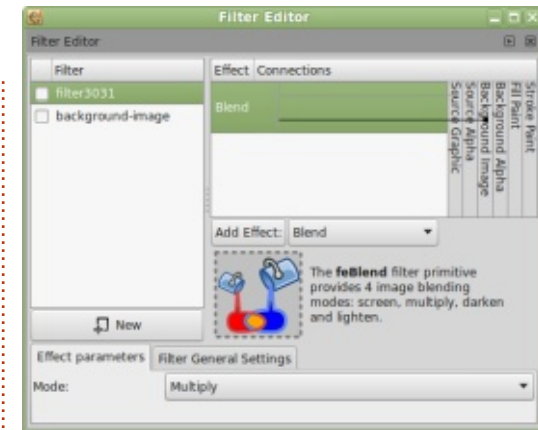 Filter Editor
Filter Editor
Filter
filter3031
background-image
New
Effect Connections
Blend
Source Graphic
Source Alpha
Background Image
Background Alpha
Fill Paint
Stroke Paint
Add Effect: Blend
The feBlend filter primitive
provides 4 image blending
modes: screen, multiply, darken
and lighten.
Effect parameters Filter General Settings
Mode: Multiply